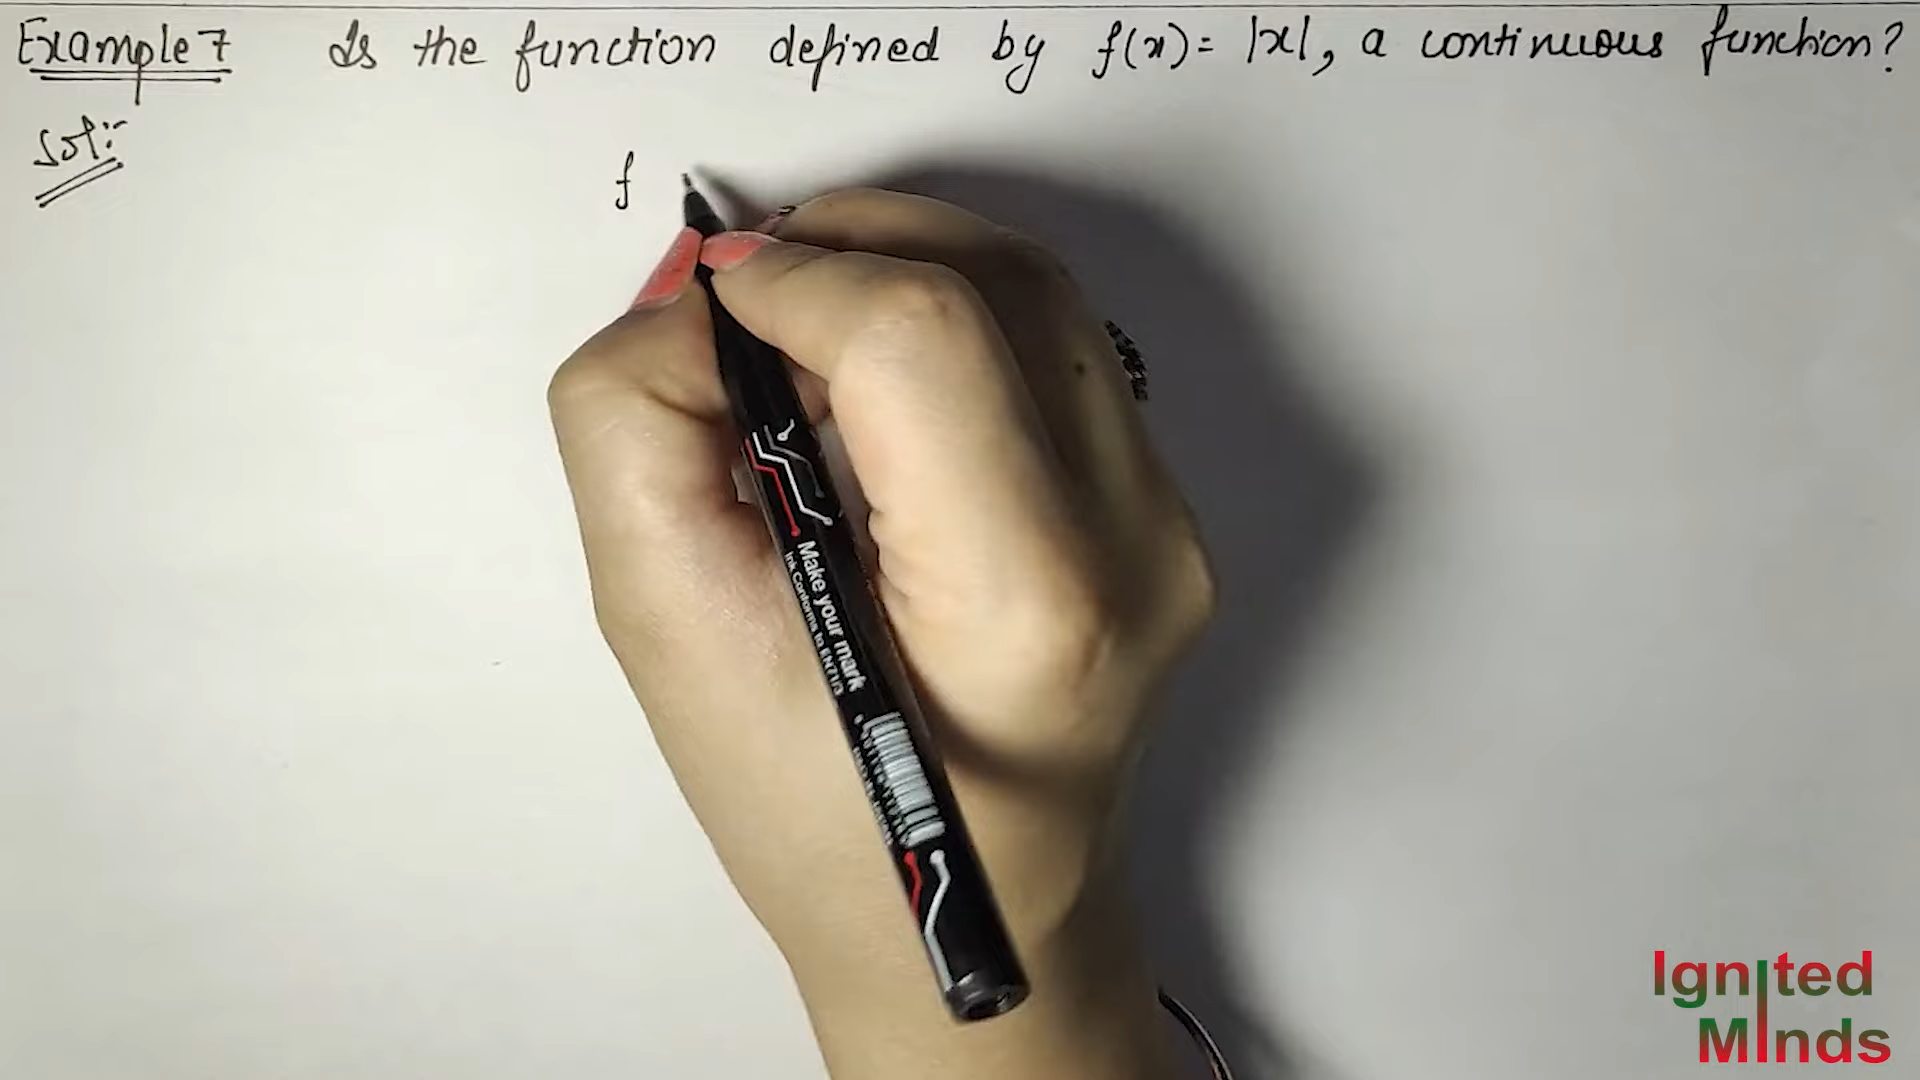 Example 7 Is the function defined by f(x) = |x|, a continuous function?
Sol:-
f
Make your mark
Ink Conforms to EN71/3
Ignited
Minds